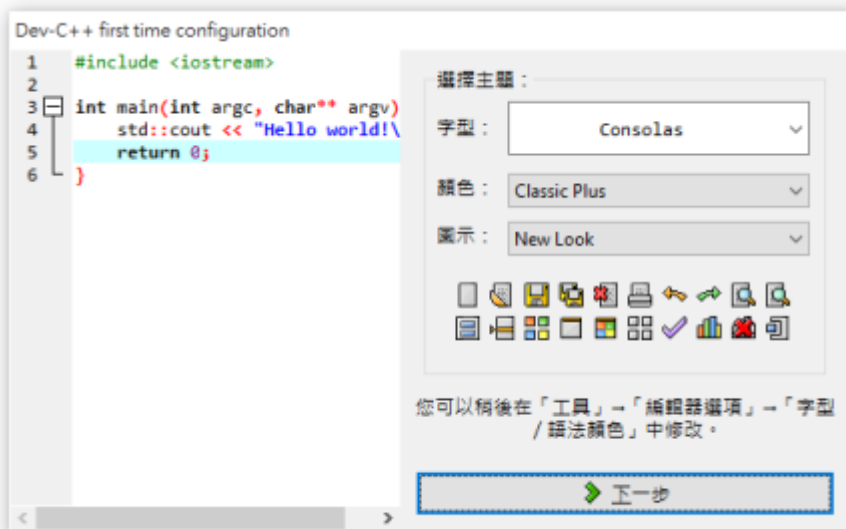 Dev-C++ first time configuration
1 #include <iostream>
2
3 int main(int argc, char** argv)
4 std::cout << "Hello world!\
5 return 0;
6 }
選擇主題：
字型： Consolas
顏色： Classic Plus
圖示： New Look
您可以稍後在「工具」→「編輯器選項」→「字型
/ 語法顏色」中修改。
下一步